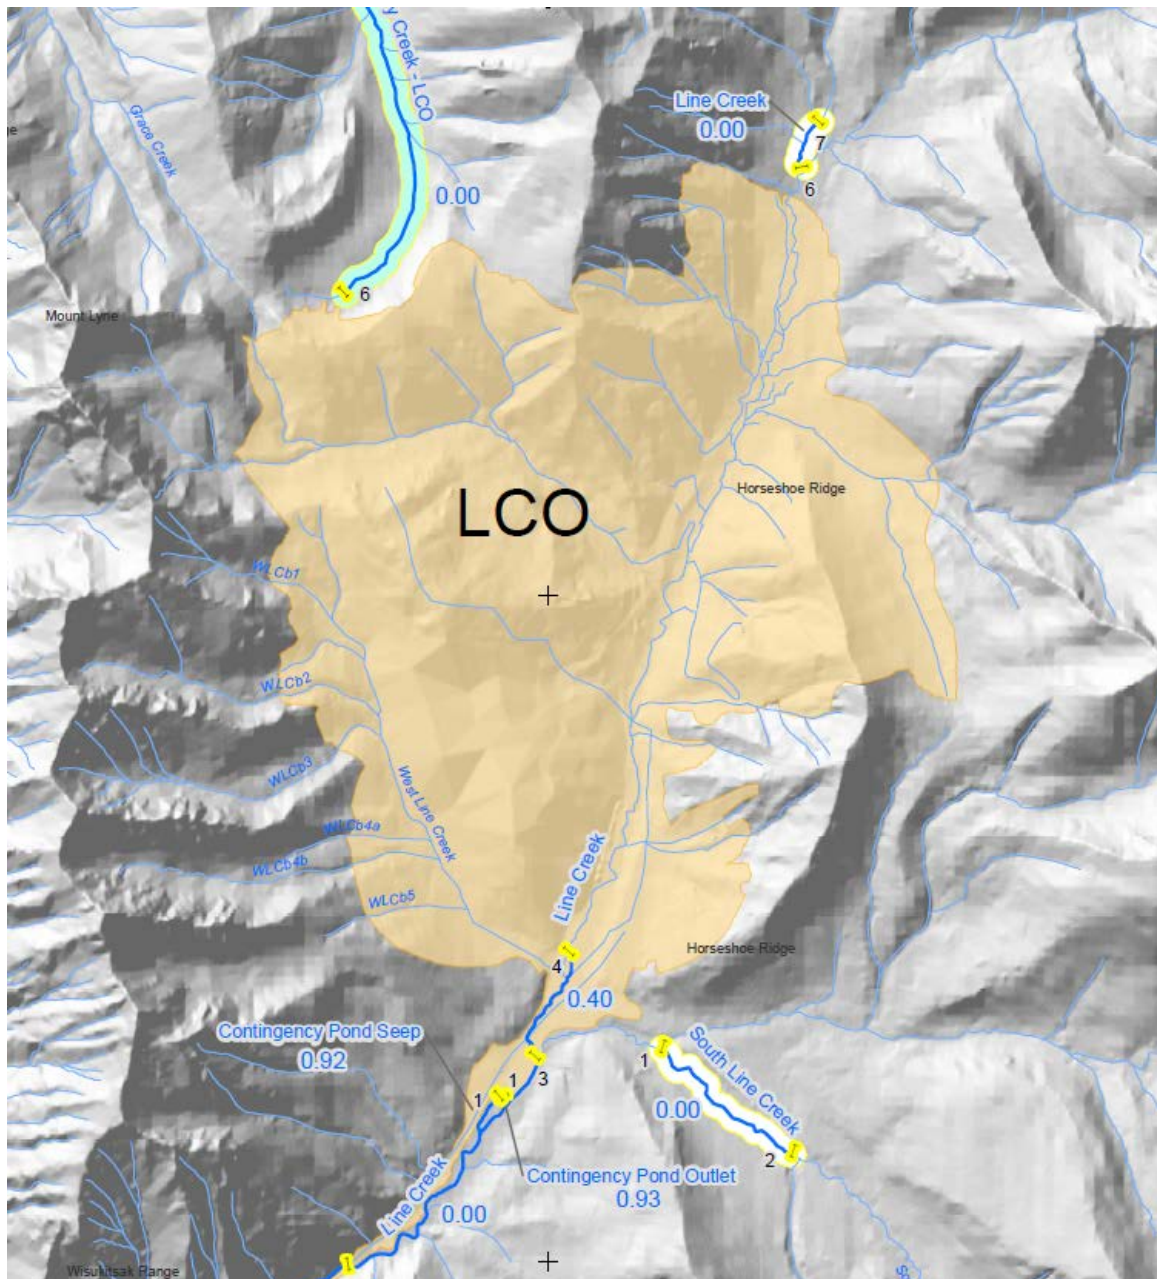 y Creek - LCO
Grace Creek
Line Creek
0.00
7
6
0.00
6
Mount Lyne
LCO
Horseshoe Ridge
WLCb1
WLCb2
WLCb3
West Line Creek
WLCb4a
WLCb4b
WLCb5
Line Creek
Horseshoe Ridge
4
0.40
Contingency Pond Seep
0.92
South Line Creek
1
3
1
1
0.00
2
Contingency Pond Outlet
0.93
Line Creek
0.00
Wisukitsak Range